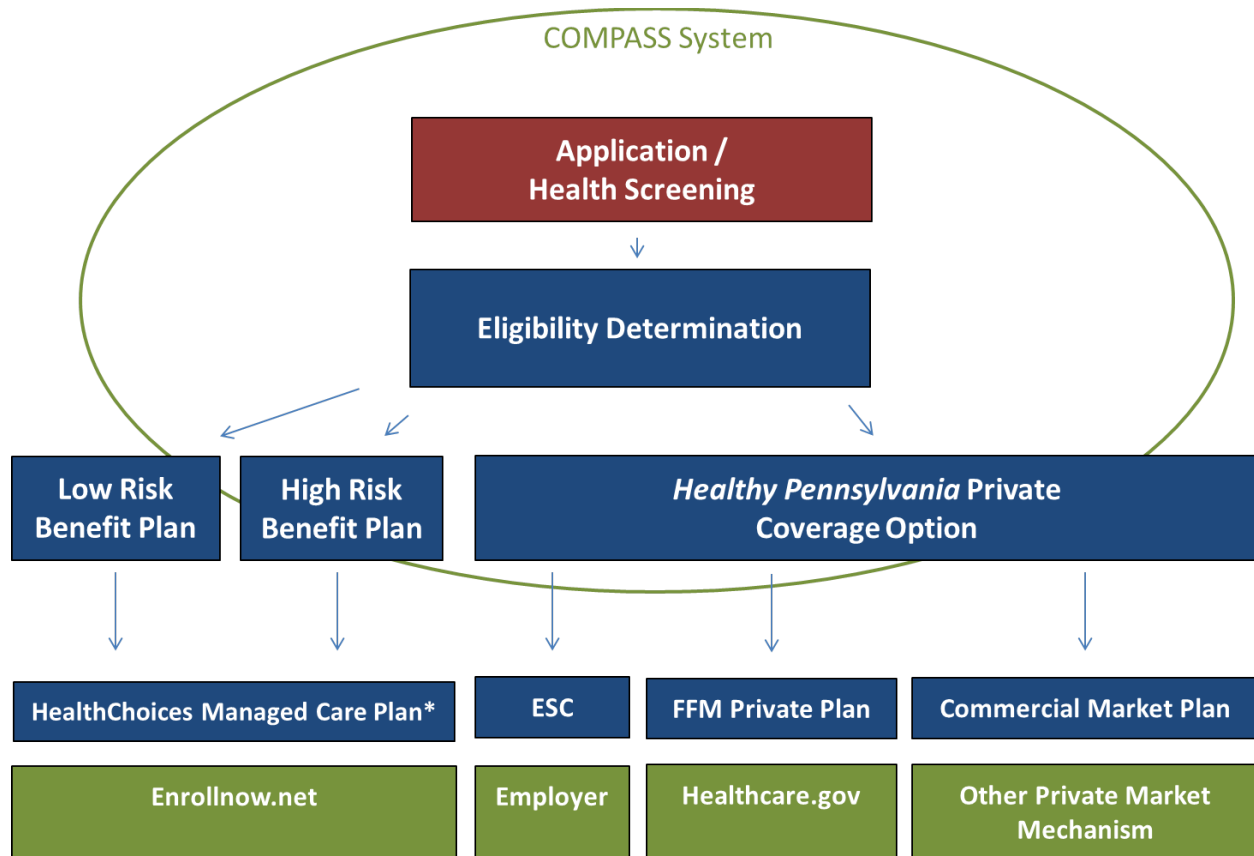 COMPASS System
Application /
Health Screening
Eligibility Determination
Low Risk
Benefit Plan
High Risk
Benefit Plan
Healthy Pennsylvania Private
Coverage Option
HealthChoices Managed Care Plan*
ESC
FFM Private Plan
Commercial Market Plan
Enrollnow.net
Employer
Healthcare.gov
Other Private Market
Mechanism